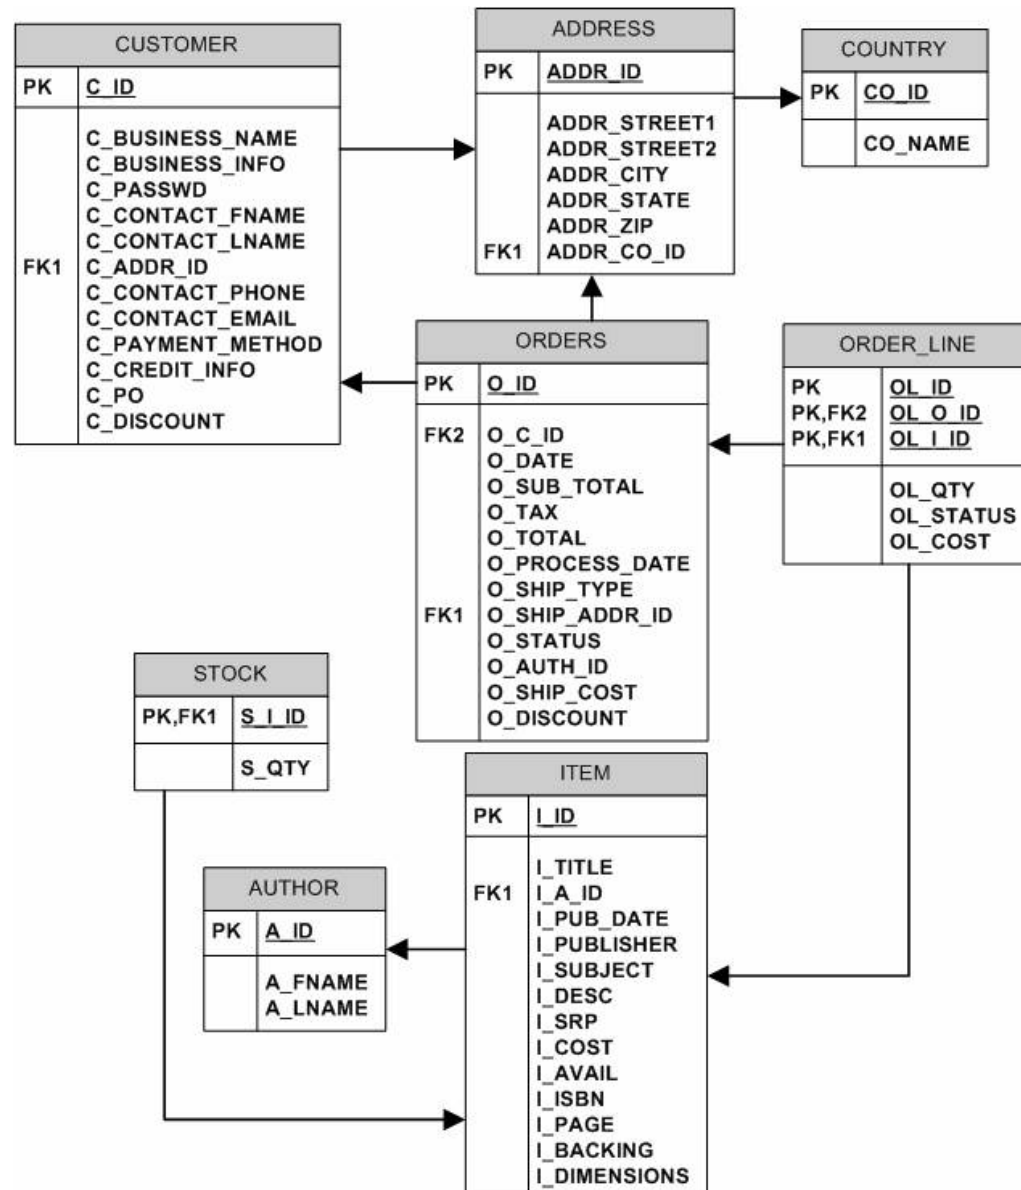 CUSTOMER
PK C_ID
C_BUSINESS_NAME
C_BUSINESS_INFO
C_PASSWD
C_CONTACT_FNAME
C_CONTACT_LNAME
FK1 C_ADDR_ID
C_CONTACT_PHONE
C_CONTACT_EMAIL
C_PAYMENT_METHOD
C_CREDIT_INFO
C_PO
C_DISCOUNT
ADDRESS
PK ADDR_ID
ADDR_STREET1
ADDR_STREET2
ADDR_CITY
ADDR_STATE
ADDR_ZIP
FK1 ADDR_CO_ID
COUNTRY
PK CO_ID
CO_NAME
ORDERS
PK O_ID
FK2 O_C_ID
O_DATE
O_SUB_TOTAL
O_TAX
O_TOTAL
O_PROCESS_DATE
O_SHIP_TYPE
FK1 O_SHIP_ADDR_ID
O_STATUS
O_AUTH_ID
O_SHIP_COST
O_DISCOUNT
ORDER_LINE
PK OL_ID
PK,FK2 OL_O_ID
PK,FK1 OL_I_ID
OL_QTY
OL_STATUS
OL_COST
STOCK
PK,FK1 S_I_ID
S_QTY
AUTHOR
PK A_ID
A_FNAME
A_LNAME
ITEM
PK I_ID
I_TITLE
FK1 I_A_ID
I_PUB_DATE
I_PUBLISHER
I_SUBJECT
I_DESC
I_SRP
I_COST
I_AVAIL
I_ISBN
I_PAGE
I_BACKING
I_DIMENSIONS